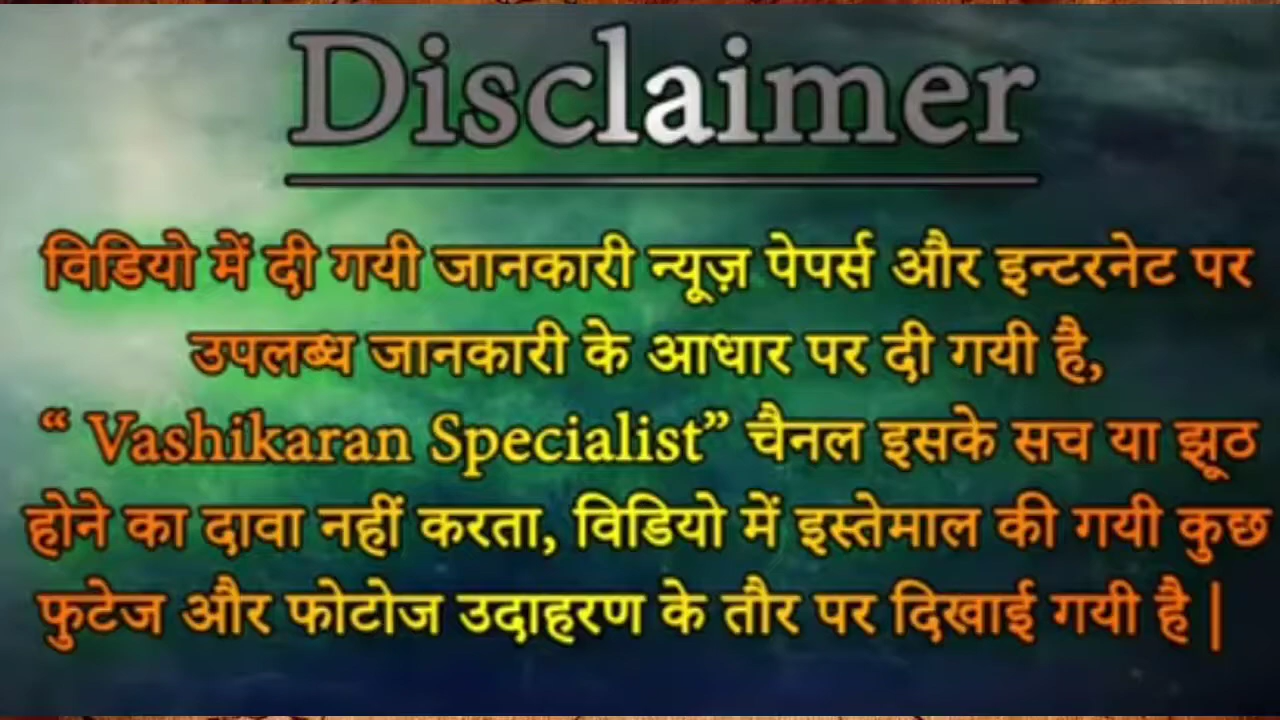 Disclaimer
विडियो में दी गयी जानकारी न्यूज़ पेपर्स और इन्टरनेट पर
उपलब्ध जानकारी के आधार पर दी गयी है,
“ Vashikaran Specialist” चैनल इसके सच या झूठ
होने का दावा नहीं करता, विडियो में इस्तेमाल की गयी कुछ
फुटेज और फोटोज उदाहरण के तौर पर दिखाई गयी है |